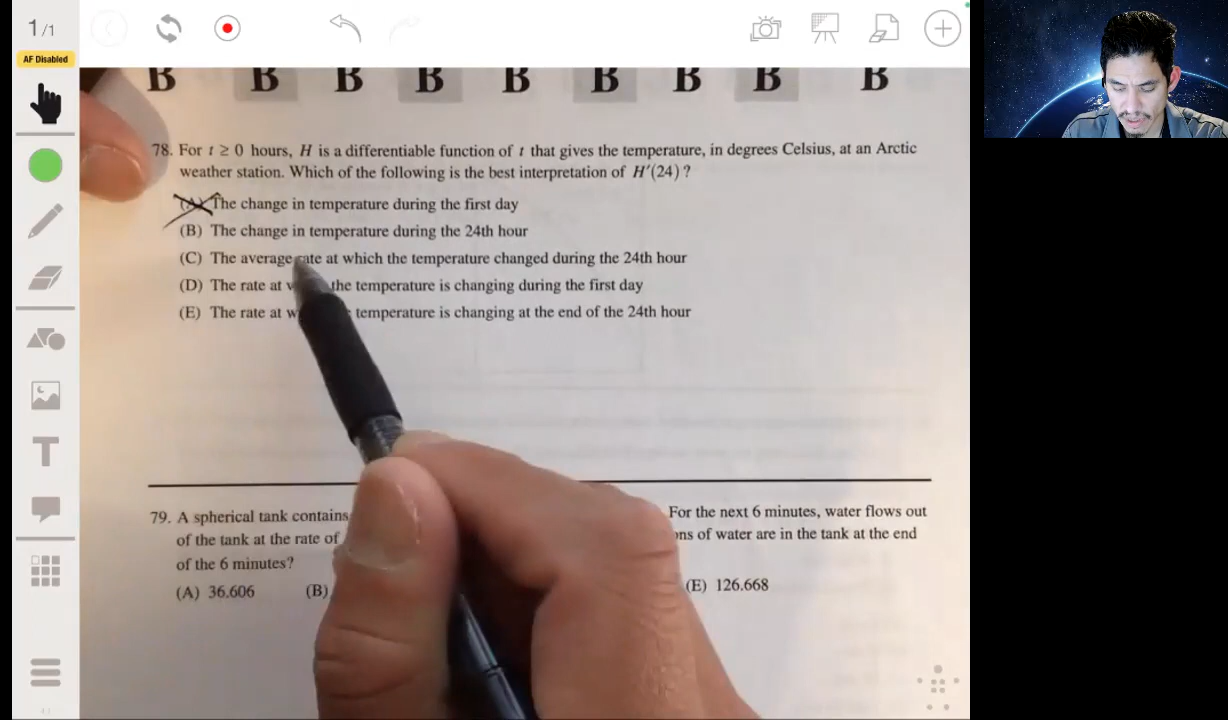 1/1
AF Disabled
B B B B B B B B B
78. For t ≥ 0 hours, H is a differentiable function of t that gives the temperature, in degrees Celsius, at an Arctic
weather station. Which of the following is the best interpretation of H′(24) ?
(A) The change in temperature during the first day
(B) The change in temperature during the 24th hour
(C) The average rate at which the temperature changed during the 24th hour
(D) The rate at the temperature is changing during the first day
(E) The rate at temperature is changing at the end of the 24th hour
79. A spherical tank contains For the next 6 minutes, water flows out
of the tank at the rate of of water are in the tank at the end
of the 6 minutes?
(A) 36.606 (B) (E) 126.668
T